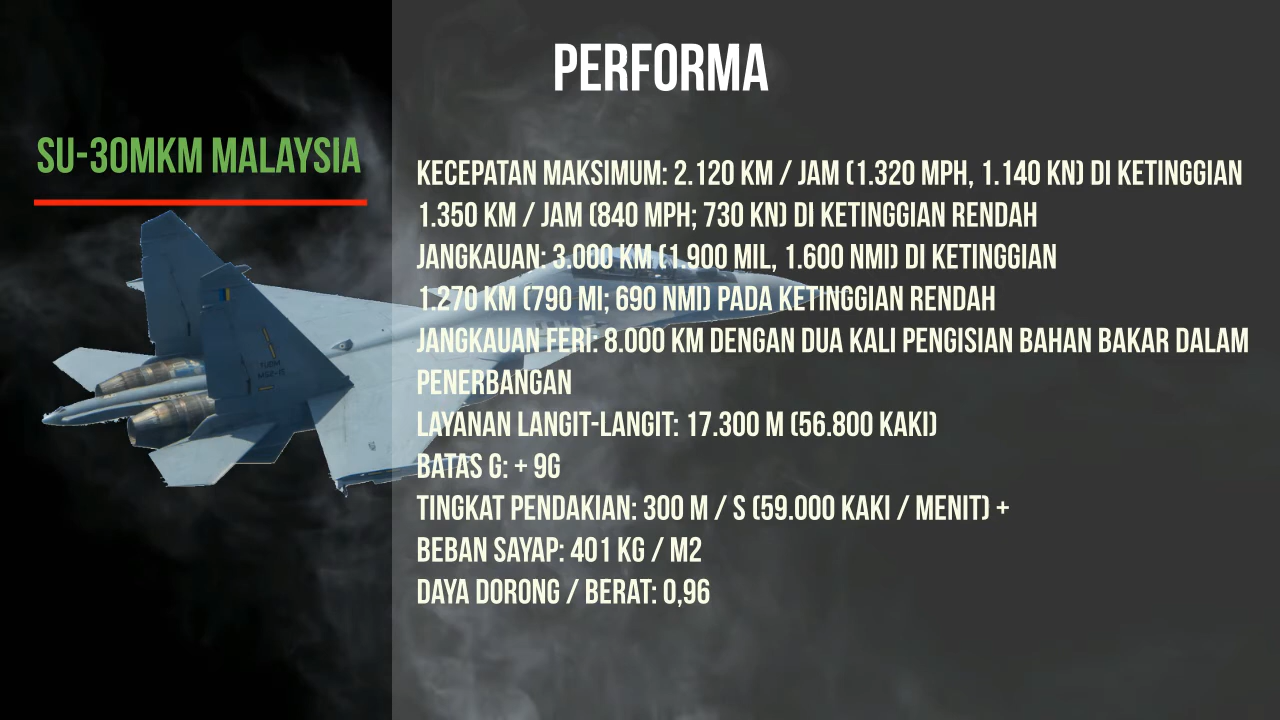 PERFORMA
SU-30MKM MALAYSIA
KECEPATAN MAKSIMUM: 2.120 KM / JAM (1.320 MPH, 1.140 KN) DI KETINGGIAN
1.350 KM / JAM (840 MPH; 730 KN) DI KETINGGIAN RENDAH
JANGKAUAN: 3.000 KM (1.900 MIL, 1.600 NMI) DI KETINGGIAN
1.270 KM (790 MI; 690 NMI) PADA KETINGGIAN RENDAH
JANGKAUAN FERI: 8.000 KM DENGAN DUA KALI PENGISIAN BAHAN BAKAR DALAM
PENERBANGAN
LAYANAN LANGIT-LANGIT: 17.300 M (56.800 KAKI)
BATAS G: + 9G
TINGKAT PENDAKIAN: 300 M / S (59.000 KAKI / MENIT) +
BEBAN SAYAP: 401 KG / M2
DAYA DORONG / BERAT: 0,96
TUDM